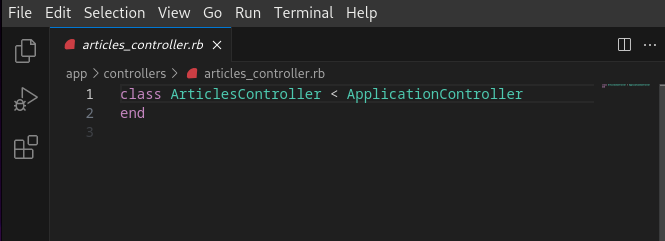 File Edit Selection View Go Run Terminal Help
articles_controller.rb
app > controllers > articles_controller.rb
1 class ArticlesController < ApplicationController
2 end
3